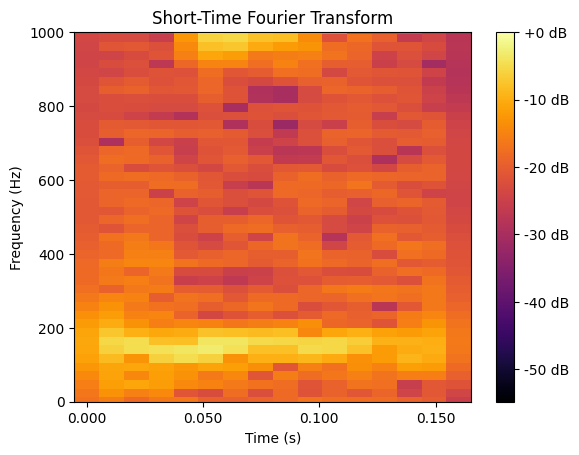 Short-Time Fourier Transform
1000
800
600
400
200
0
Frequency (Hz)
0.000
0.050
0.100
0.150
Time (s)
+0 dB
-10 dB
-20 dB
-30 dB
-40 dB
-50 dB